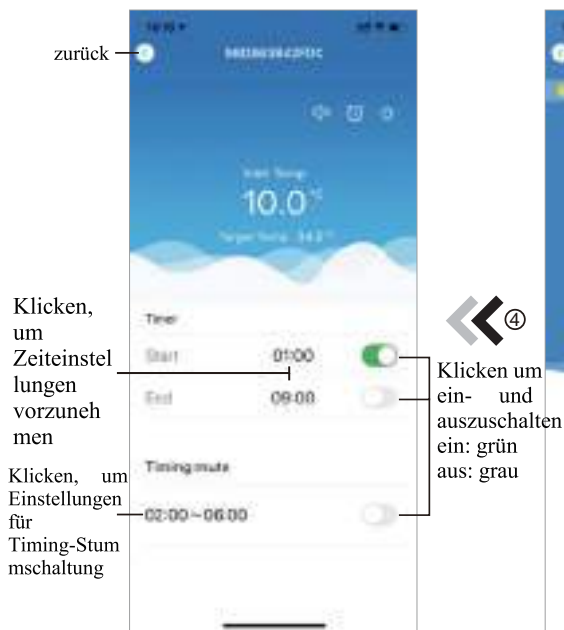 zurück
Inlet Temp
10.0°C
Klicken,
um
Zeiteinstel
lungen
vorzuneh
men
Timer
Start 01:00
End 09:00
Timing mute
02:00~06:00
Klicken, um
Einstellungen
für
Timing-Stum
mschaltung
④
Klicken um
ein- und
auszuschalten
ein: grün
aus: grau